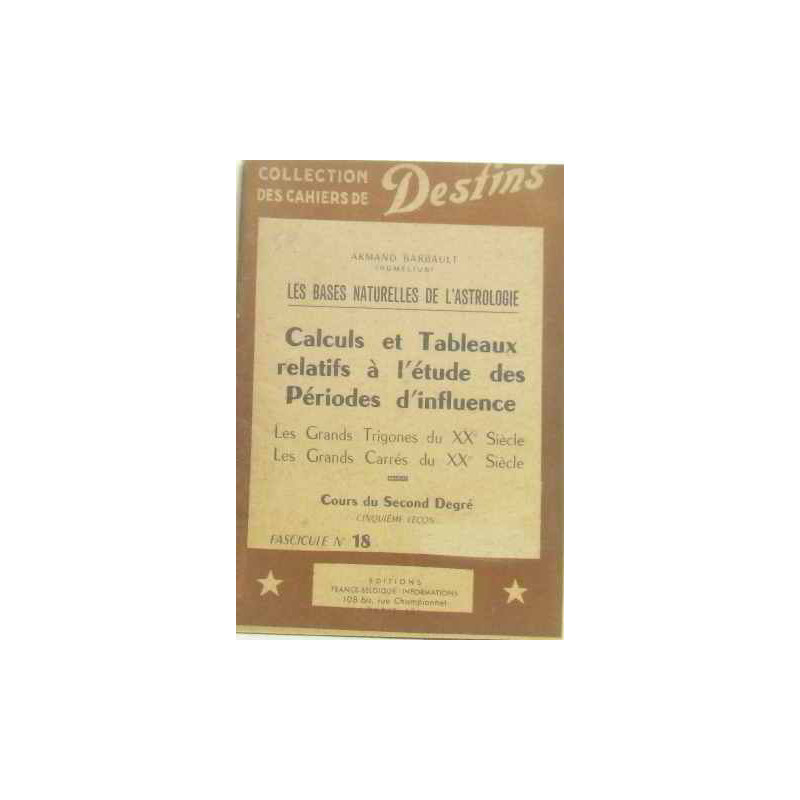 COLLECTION
DES CAHIERS DE
Destins
ARMAND BARBAULT
(RUMELIUS)
LES BASES NATURELLES DE L'ASTROLOGIE
Calculs et Tableaux
relatifs à l'étude des
Périodes d'influence
Les Grands Trigones du XXe Siècle
Les Grands Carrés du XXe Siècle
Cours du Second Degré
CINQUIÈME LEÇON
FASCICULE N° 18
EDITIONS
FRANCE-BELGIQUE-INFORMATIONS
108 bis, rue Championnet